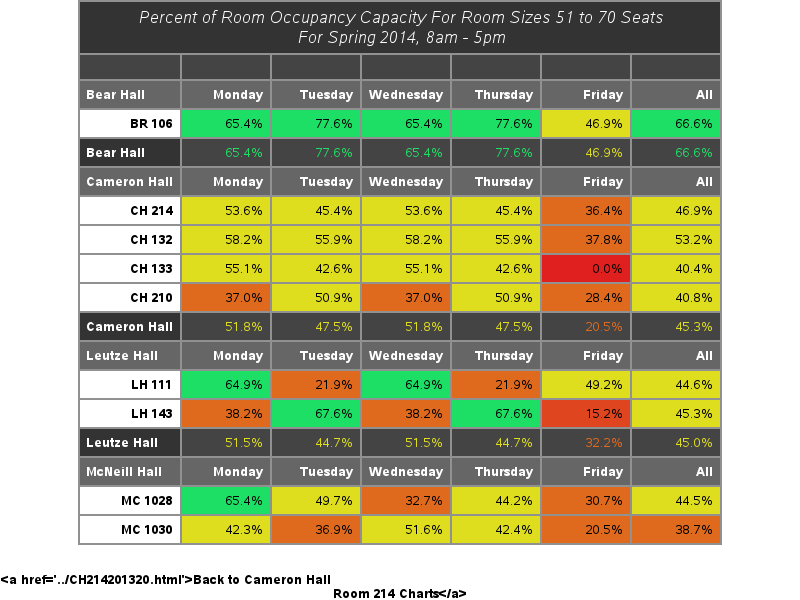 Percent of Room Occupancy Capacity For Room Sizes 51 to 70 Seats
For Spring 2014, 8am - 5pm
Bear Hall Monday Tuesday Wednesday Thursday Friday All
BR 106 65.4% 77.6% 65.4% 77.6% 46.9% 66.6%
Bear Hall 65.4% 77.6% 65.4% 77.6% 46.9% 66.6%
Cameron Hall Monday Tuesday Wednesday Thursday Friday All
CH 214 53.6% 45.4% 53.6% 45.4% 36.4% 46.9%
CH 132 58.2% 55.9% 58.2% 55.9% 37.8% 53.2%
CH 133 55.1% 42.6% 55.1% 42.6% 0.0% 40.4%
CH 210 37.0% 50.9% 37.0% 50.9% 28.4% 40.8%
Cameron Hall 51.8% 47.5% 51.8% 47.5% 20.5% 45.3%
Leutze Hall Monday Tuesday Wednesday Thursday Friday All
LH 111 64.9% 21.9% 64.9% 21.9% 49.2% 44.6%
LH 143 38.2% 67.6% 38.2% 67.6% 15.2% 45.3%
Leutze Hall 51.5% 44.7% 51.5% 44.7% 32.2% 45.0%
McNeill Hall Monday Tuesday Wednesday Thursday Friday All
MC 1028 65.4% 49.7% 32.7% 44.2% 30.7% 44.5%
MC 1030 42.3% 36.9% 51.6% 42.4% 20.5% 38.7%
<a href='../CH214201320.html'>Back to Cameron Hall
Room 214 Charts</a>